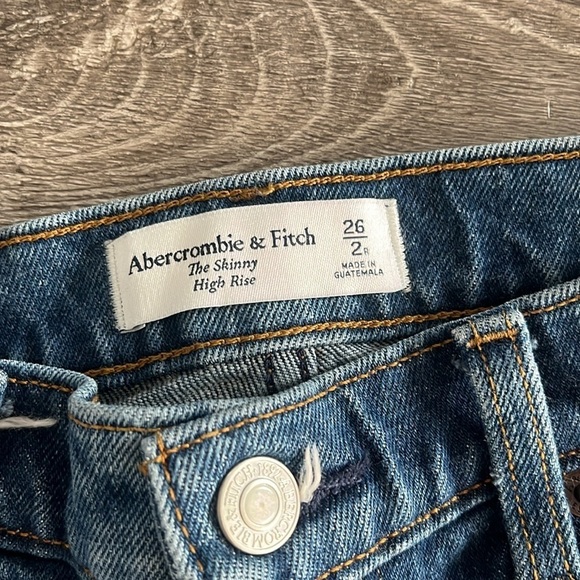 Abercrombie & Fitch
The Skinny
High Rise
26
2R
MADE IN
GUATEMALA